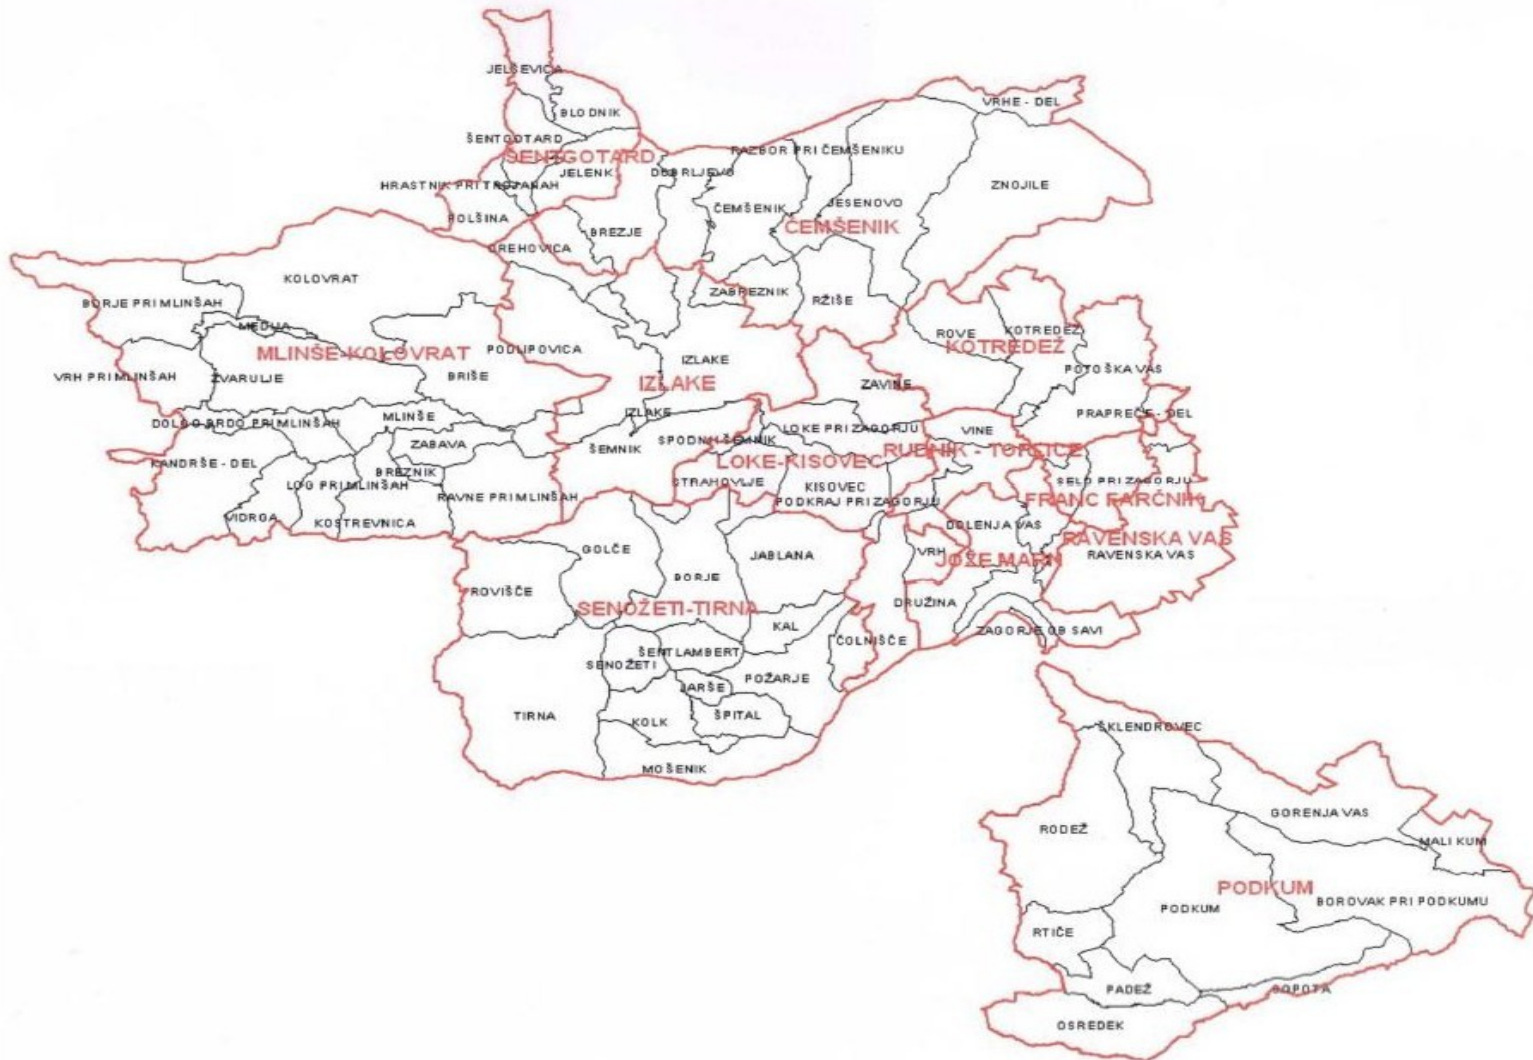 JELŠEVICA
BLODNIK
VRHE - DEL
ŠENTGOTARD
RAZBOR PRI ČEMŠENIKU
ŠENTGOTARD
JELENK
DOBRLJEVO
HRASTNIK PRI TROJANAH
ZNOJILE
POLŠINA
ČEMŠENIK
JESENOVO
ČEMŠENIK
BREZJE
OREHOVICA
KOLOVRAT
ZABREZNIK
RŽIŠE
BORJE PRI MLINŠAH
MEDIJA
ROVE
KOTREDEŽ
KOTREDEŽ
MLINŠE-KOLOVRAT
PODLIPOVICA
IZLAKE
POTOŠKA VAS
VRH PRI MLINŠAH
ZVARULJE
BRIŠE
IZLAKE
ZAVINE
IZLAKE
PRAPREČE - DEL
DOLGO BRDO PRI MLINŠAH
MLINŠE
LOKE PRI ZAGORJU
VINE
ZABAVA
ŠEMNIK
SPODNJI ŠEMNIK
RUDNIK - TORLICE
LOKE-KISOVEC
KANDRŠE - DEL
BREZNIK
LOG PRI MLINŠAH
STRAHOVLJE
KISOVEC
SELO PRI ZAGORJU
RAVNE PRI MLINŠAH
PODKRAJ PRI ZAGORJU
FRANC FARČNIK
VIDRGA
KOSTREVNICA
DOLENJA VAS
RAVENSKA VAS
GOLČE
JABLANA
VRH
RAVENSKA VAS
JOŽE MARN
BORJE
ROVIŠČE
SENOŽETI-TIRNA
DRUŽINA
KAL
ZAGORJE OB SAVI
ČOLNIŠČE
ŠENTLAMBERT
SENOŽETI
POŽARJE
JARŠE
TIRNA
KOLK
ŠPITAL
MOŠENIK
ŠKLENDROVEC
GORENJA VAS
RODEŽ
MALI KUM
PODKUM
BOROVAK PRI PODKUMU
PODKUM
RTIČE
PADEŽ
SOPOTA
OSREDEK